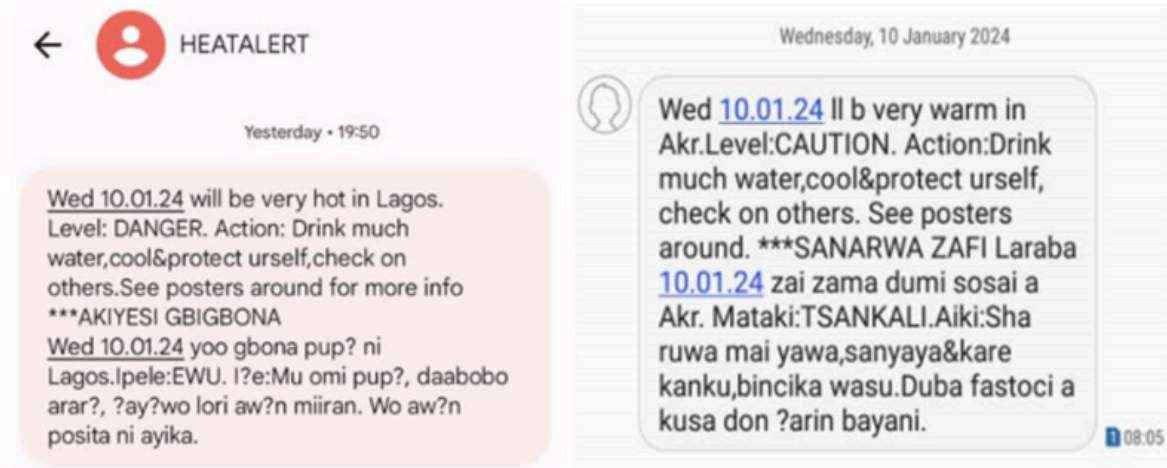 HEATALERT
Yesterday • 19:50
Wed 10.01.24 will be very hot in Lagos.
Level: DANGER. Action: Drink much
water,cool&protect urself,check on
others.See posters around for more info
***AKIYESI GBIGBONA
Wed 10.01.24 yoo gbona pup? ni
Lagos.Ipele:EWU. I?e:Mu omi pup?, daabobo
arar?, ?ay?wo lori aw?n miiran. Wo aw?n
posita ni ayika.
Wednesday, 10 January 2024
Wed 10.01.24 ll b very warm in
Akr.Level:CAUTION. Action:Drink
much water,cool&protect urself,
check on others. See posters
around. ***SANARWA ZAFI Laraba
10.01.24 zai zama dumi sosai a
Akr. Mataki:TSANKALI.Aiki:Sha
ruwa mai yawa,sanyaya&kare
kanku,bincika wasu.Duba fastoci a
kusa don ?arin bayani.
1 08:05